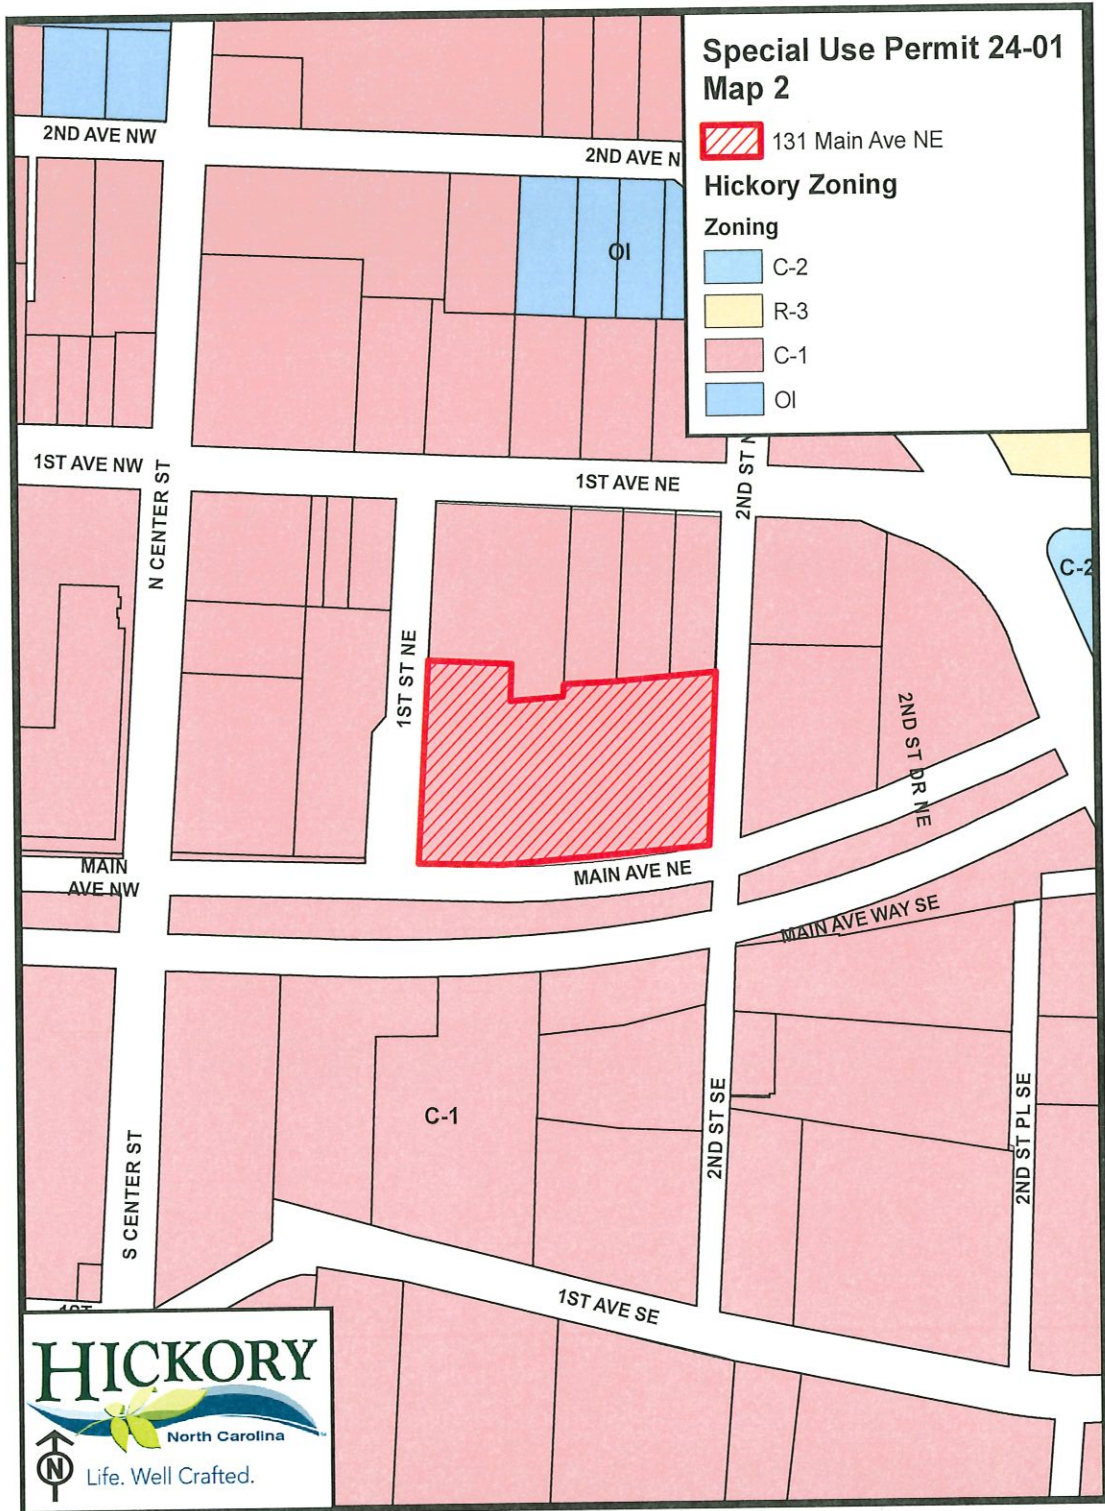 Special Use Permit 24-01
Map 2
131 Main Ave NE
Hickory Zoning
Zoning
C-2
R-3
C-1
OI
2ND AVE NW
2ND AVE N
OI
1ST AVE NW
N CENTER ST
1ST AVE NE
2ND ST N
C-2
1ST ST NE
2ND ST DR NE
MAIN
AVE NW
MAIN AVE NE
MAIN AVE WAY SE
C-1
S CENTER ST
2ND ST SE
2ND ST PL SE
1ST AVE SE
1ST
HICKORY
North Carolina
N
Life. Well Crafted.